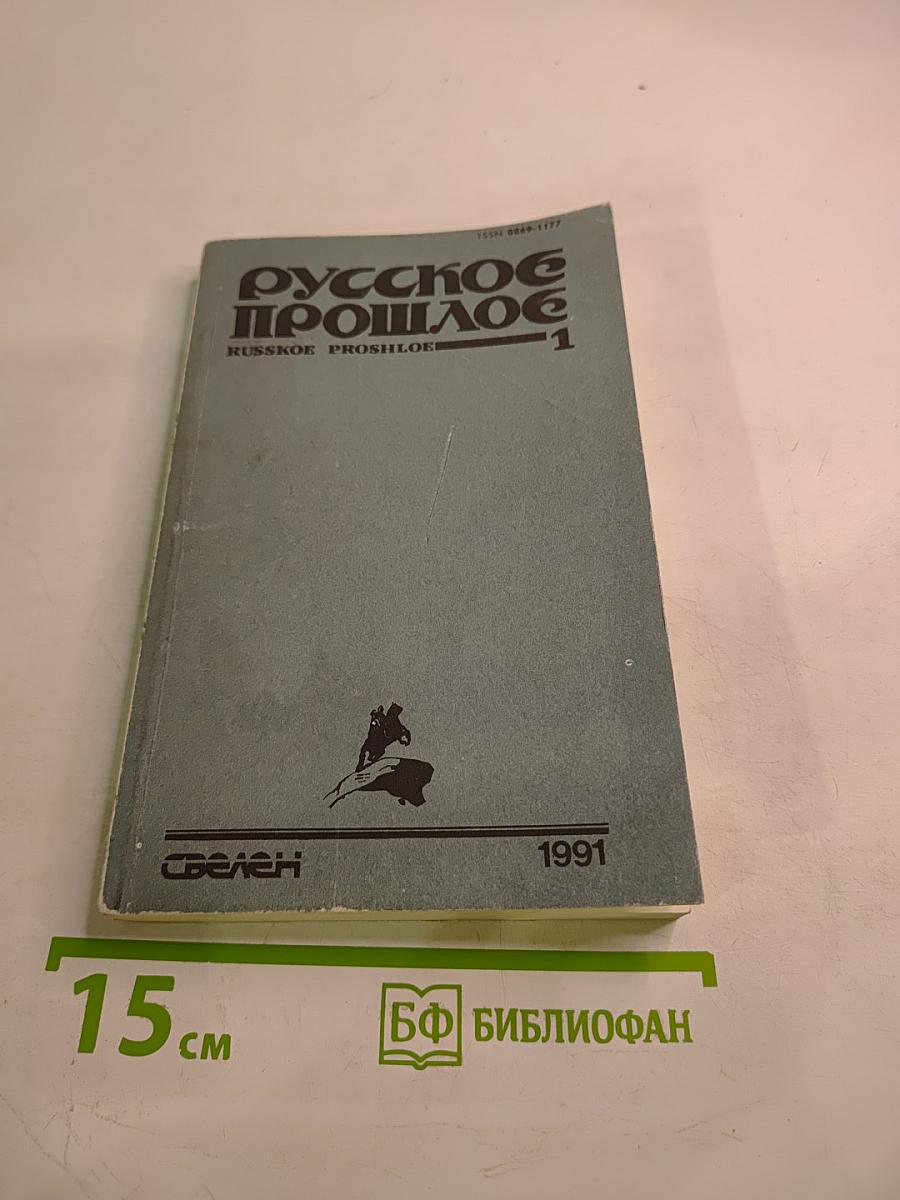 ISSN 0869-1177
РУССКОЕ
ПРОШЛОЕ
RUSSKOE PROSHLOE 1
СВЕЛЕН
1991
15 см
БФ БИБЛИОФАН